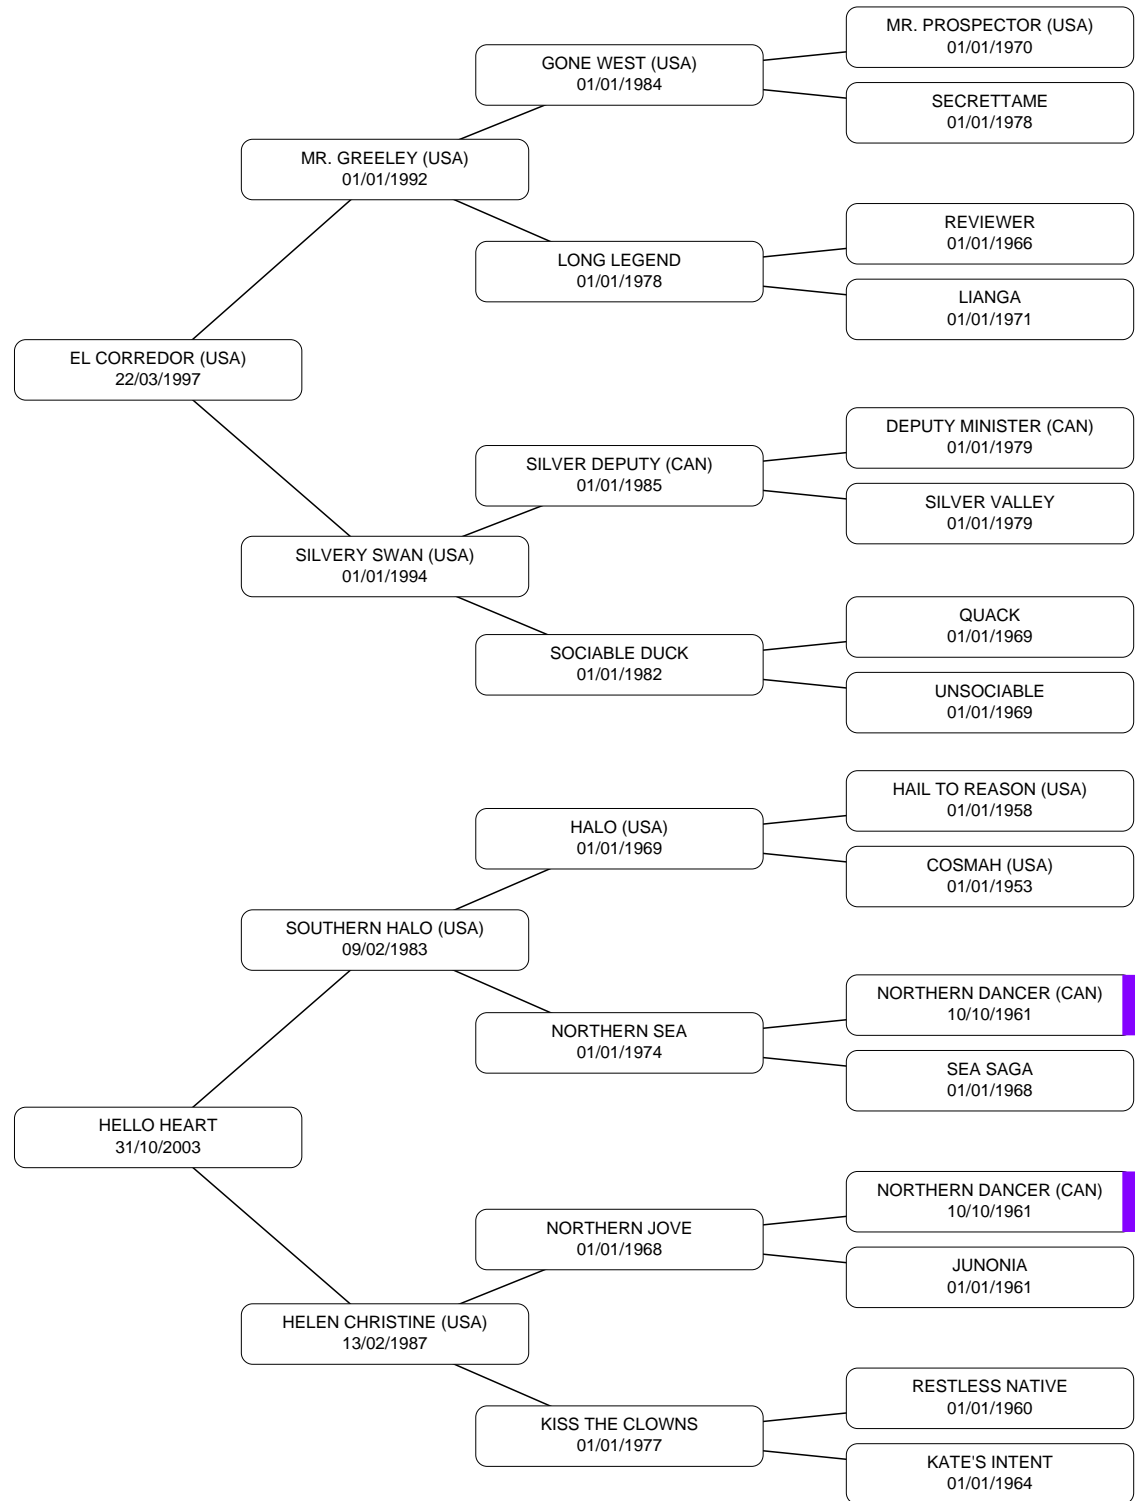 MR. PROSPECTOR (USA)
01/01/1970
GONE WEST (USA)
01/01/1984
SECRETTAME
01/01/1978
MR. GREELEY (USA)
01/01/1992
REVIEWER
01/01/1966
LONG LEGEND
01/01/1978
LIANGA
01/01/1971
EL CORREDOR (USA)
22/03/1997
DEPUTY MINISTER (CAN)
01/01/1979
SILVER DEPUTY (CAN)
01/01/1985
SILVER VALLEY
01/01/1979
SILVERY SWAN (USA)
01/01/1994
QUACK
01/01/1969
SOCIABLE DUCK
01/01/1982
UNSOCIABLE
01/01/1969
HAIL TO REASON (USA)
01/01/1958
HALO (USA)
01/01/1969
COSMAH (USA)
01/01/1953
SOUTHERN HALO (USA)
09/02/1983
NORTHERN DANCER (CAN)
10/10/1961
NORTHERN SEA
01/01/1974
SEA SAGA
01/01/1968
HELLO HEART
31/10/2003
NORTHERN DANCER (CAN)
10/10/1961
NORTHERN JOVE
01/01/1968
JUNONIA
01/01/1961
HELEN CHRISTINE (USA)
13/02/1987
RESTLESS NATIVE
01/01/1960
KISS THE CLOWNS
01/01/1977
KATE'S INTENT
01/01/1964